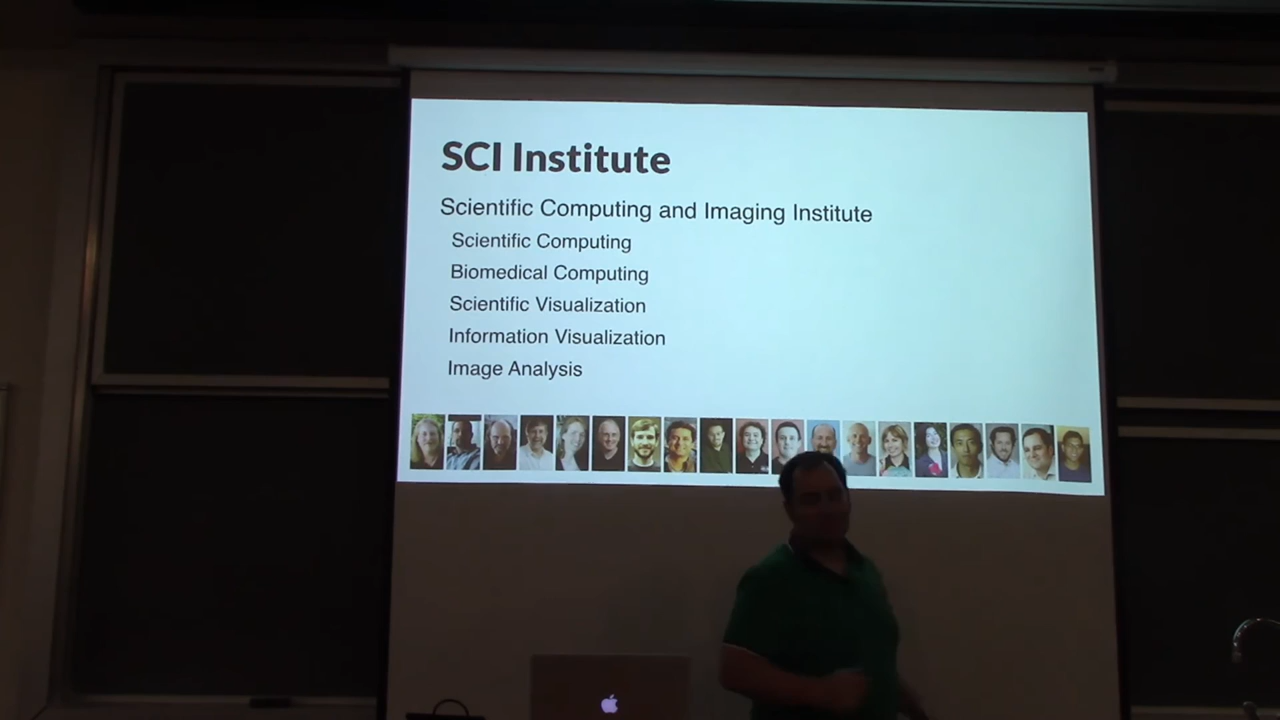 SCI Institute
Scientific Computing and Imaging Institute
Scientific Computing
Biomedical Computing
Scientific Visualization
Information Visualization
Image Analysis